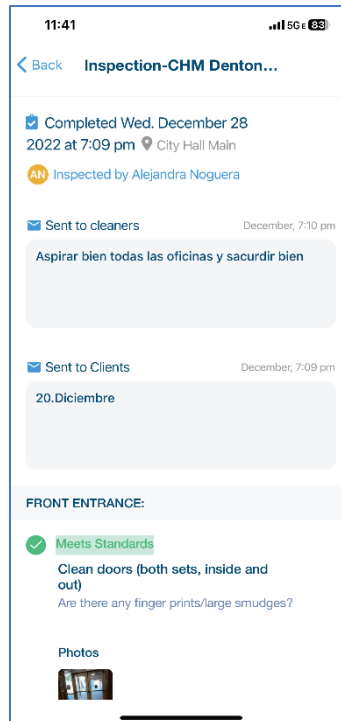 11:41
5G E 83
Back Inspection-CHM Denton...
Completed Wed. December 28
2022 at 7:09 pm City Hall Main
AN Inspected by Alejandra Noguera
Sent to cleaners December, 7:10 pm
Aspirar bien todas las oficinas y sacurdir bien
Sent to Clients December, 7:09 pm
20.Diciembre
FRONT ENTRANCE:
Meets Standards
Clean doors (both sets, inside and
out)
Are there any finger prints/large smudges?
Photos